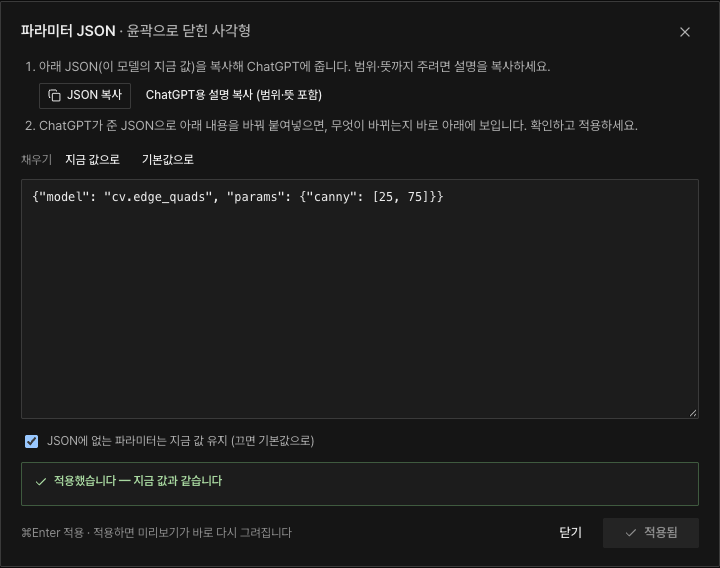 파라미터 JSON · 윤곽으로 닫힌 사각형
1. 아래 JSON(이 모델의 지금 값)을 복사해 ChatGPT에 줍니다. 범위·뜻까지 주려면 설명을 복사하세요.
JSON 복사 ChatGPT용 설명 복사 (범위·뜻 포함)
2. ChatGPT가 준 JSON으로 아래 내용을 바꿔 붙여넣으면, 무엇이 바뀌는지 바로 아래에 보입니다. 확인하고 적용하세요.
채우기 지금 값으로 기본값으로
{"model": "cv.edge_quads", "params": {"canny": [25, 75]}}
JSON에 없는 파라미터는 지금 값 유지 (끄면 기본값으로)
적용했습니다 — 지금 값과 같습니다
⌘Enter 적용 · 적용하면 미리보기가 바로 다시 그려집니다 닫기 적용됨